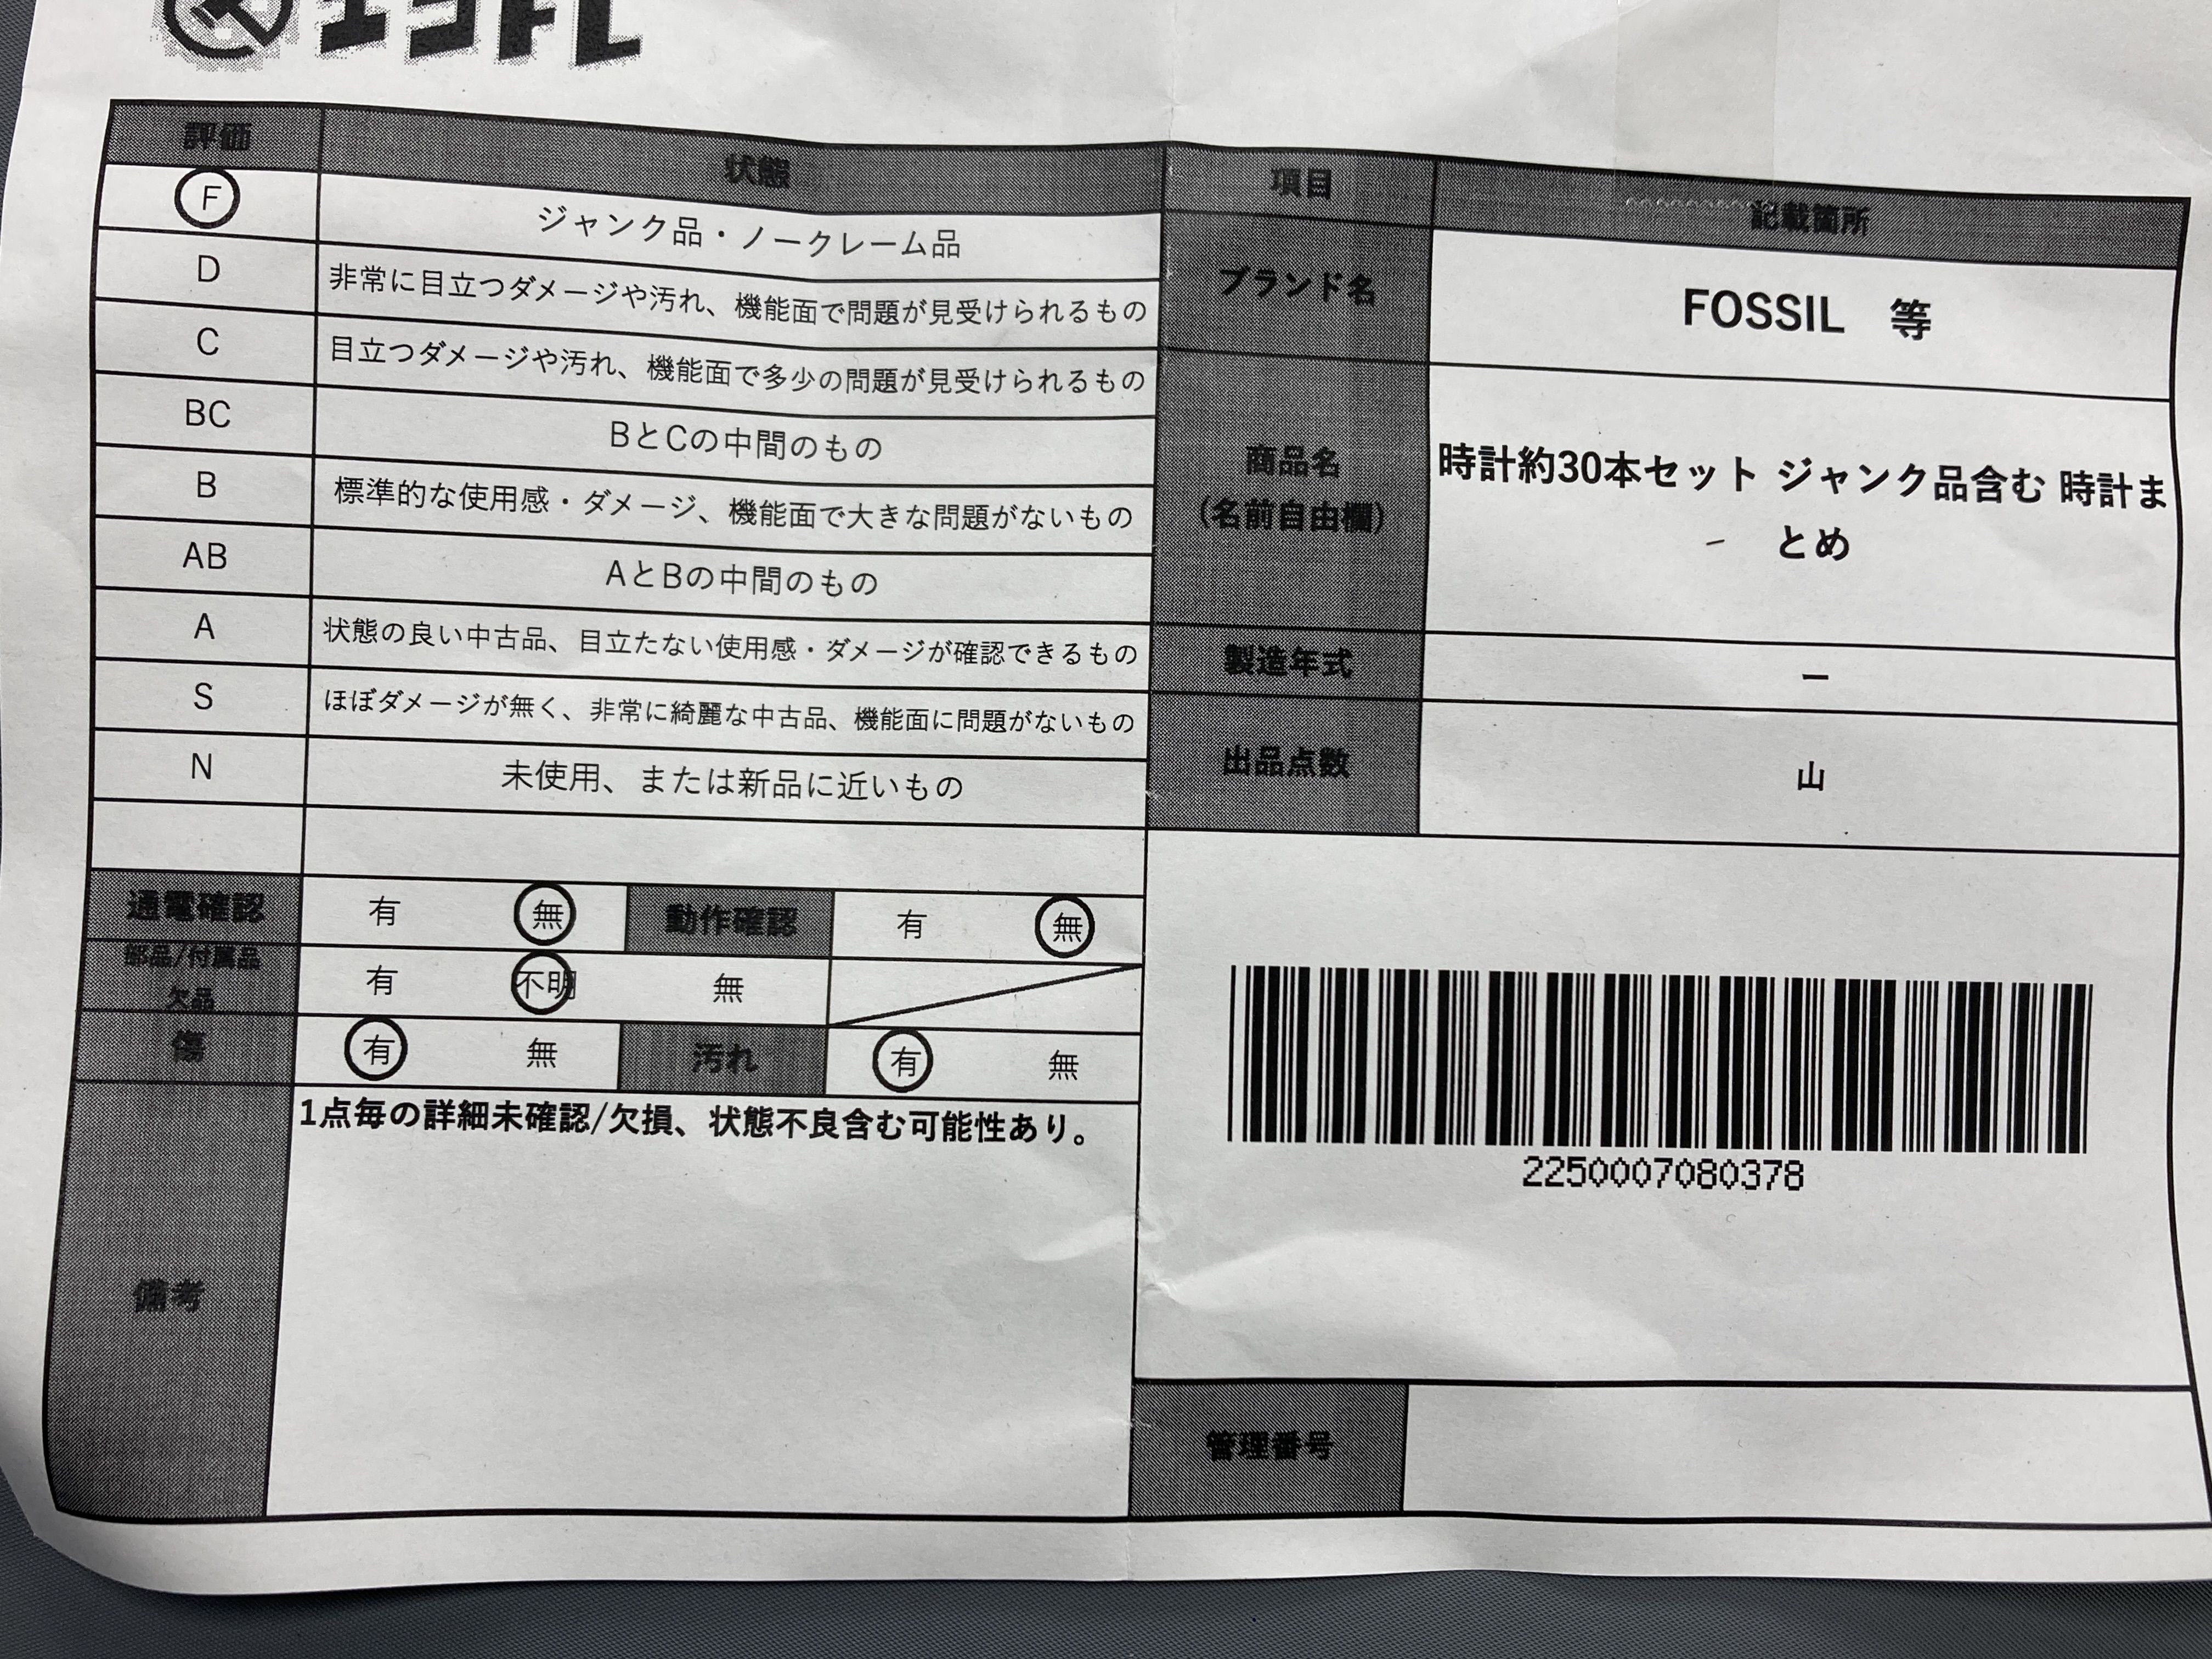 評価 状態
F ジャンク品・ノークレーム品
D 非常に目立つダメージや汚れ、機能面で問題が見受けられるもの
C 目立つダメージや汚れ、機能面で多少の問題が見受けられるもの
BC BとCの中間のもの
B 標準的な使用感・ダメージ、機能面で大きな問題がないもの
AB AとBの中間のもの
A 状態の良い中古品、目立たない使用感・ダメージが確認できるもの
S ほぼダメージが無く、非常に綺麗な中古品、機能面に問題がないもの
N 未使用、または新品に近いもの
通電確認 有 無 動作確認 有 無
部品/付属品
欠品
有 不明 無
傷 有 無 汚れ 有 無
備考
1点毎の詳細未確認/欠損、状態不良含む可能性あり。
項目 記載箇所
ブランド名 FOSSIL 等
商品名
(名前自由欄)
時計約30本セット ジャンク品含む 時計ま
とめ
製造年式 ー
出品点数 山
2250007080378
管理番号